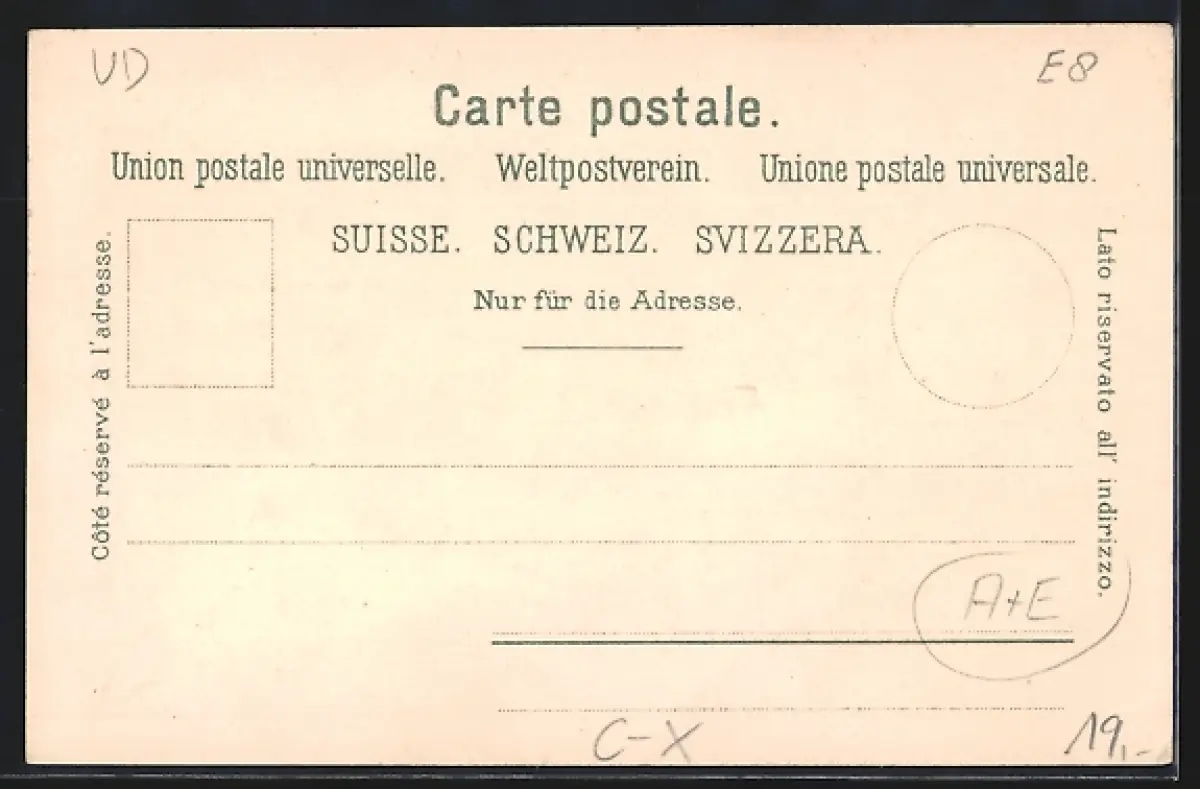 UD
E8
Carte postale.
Union postale universelle. Weltpostverein. Unione postale universale.
SUISSE. SCHWEIZ. SVIZZERA.
Nur für die Adresse.
Côté réservé à l'adresse.
Lato riservato all' indirizzo.
A+E
C-X
19,-